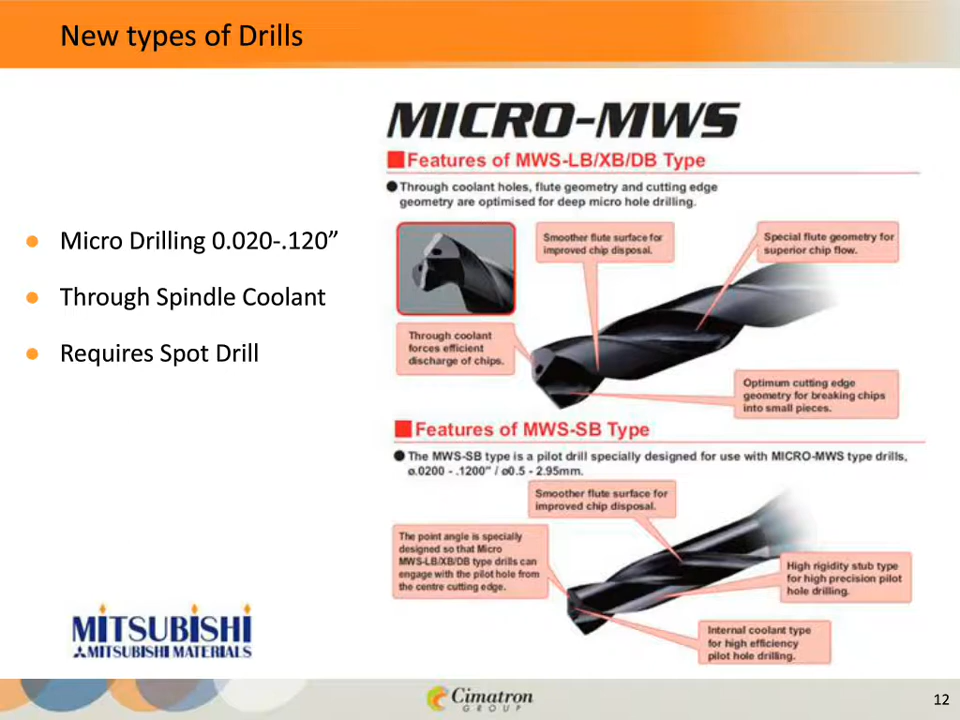 New types of Drills
Micro Drilling 0.020-.120”
Through Spindle Coolant
Requires Spot Drill
MICRO-MWS
Features of MWS-LB/XB/DB Type
Through coolant holes, flute geometry and cutting edge
geometry are optimised for deep micro hole drilling.
Smoother flute surface for
improved chip disposal.
Special flute geometry for
superior chip flow.
Through coolant
forces efficient
discharge of chips.
Optimum cutting edge
geometry for breaking chips
into small pieces.
Features of MWS-SB Type
The MWS-SB type is a pilot drill specially designed for use with MICRO-MWS type drills,
ø.0200 - .1200" / ø0.5 - 2.95mm.
Smoother flute surface for
improved chip disposal.
The point angle is specially
designed so that Micro
MWS-LB/XB/DB type drills can
engage with the pilot hole from
the centre cutting edge.
High rigidity stub type
for high precision pilot
hole drilling.
Internal coolant type
for high efficiency
pilot hole drilling.
MITSUBISHI
MITSUBISHI MATERIALS
Cimatron
GROUP
12